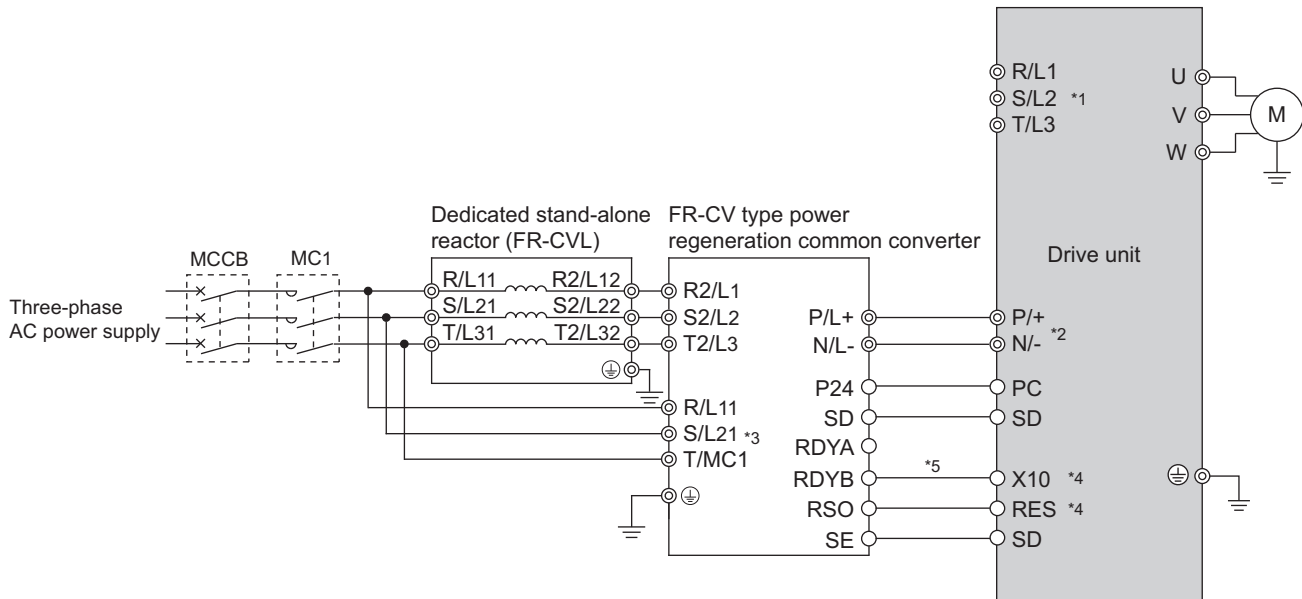 R/L1
S/L2 *1
T/L3
U
V
W
M
Dedicated stand-alone
reactor (FR-CVL)
FR-CV type power
regeneration common converter
Drive unit
MCCB
MC1
Three-phase
AC power supply
R/L11
R2/L12
S/L21
S2/L22
T/L31
T2/L32
R2/L1
S2/L2
T2/L3
R/L11
S/L21 *3
T/MC1
P/L+
N/L-
P24
SD
RDYA
RDYB
RSO
SE
*5
P/+
N/- *2
PC
SD
X10 *4
RES *4
SD